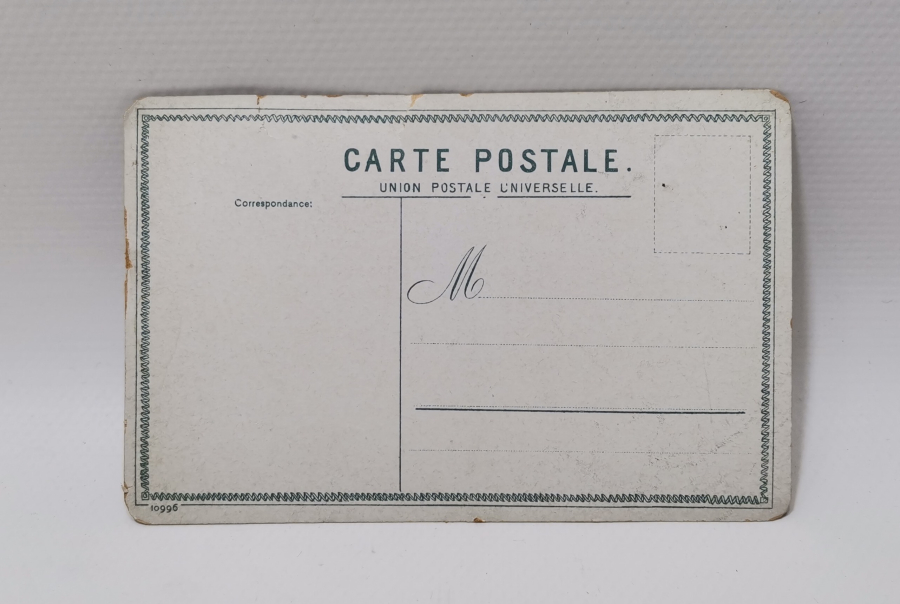 CARTE POSTALE.
UNION POSTALE UNIVERSELLE.
Correspondance:
M
10996